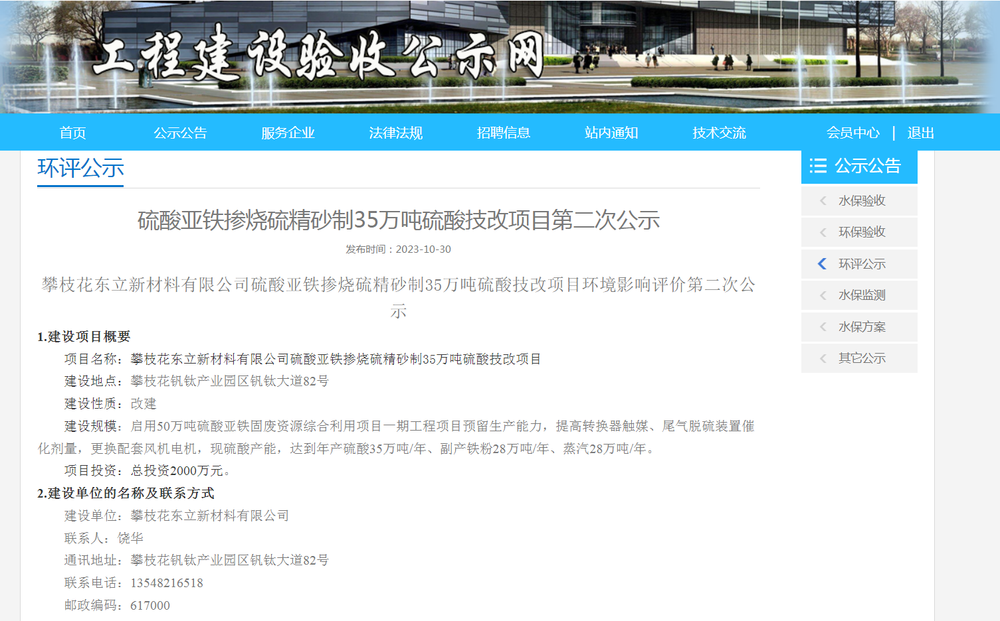 工程建设验收公示网
首页 公示公告 服务企业 法律法规 招聘信息 站内通知 技术交流 会员中心 | 退出
环评公示
硫酸亚铁掺烧硫精砂制35万吨硫酸技改项目第二次公示
发布时间：2023-10-30
攀枝花东立新材料有限公司硫酸亚铁掺烧硫精砂制35万吨硫酸技改项目环境影响评价第二次公
示
1.建设项目概要
项目名称：攀枝花东立新材料有限公司硫酸亚铁掺烧硫精砂制35万吨硫酸技改项目
建设地点：攀枝花钒钛产业园区钒钛大道82号
建设性质：改建
建设规模：启用50万吨硫酸亚铁固废资源综合利用项目一期工程项目预留生产能力，提高转换器触媒、尾气脱硫装置催
化剂量，更换配套风机电机，现硫酸产能，达到年产硫酸35万吨/年、副产铁粉28万吨/年、蒸汽28万吨/年。
项目投资：总投资2000万元。
2.建设单位的名称及联系方式
建设单位：攀枝花东立新材料有限公司
联系人：饶华
通讯地址：攀枝花钒钛产业园区钒钛大道82号
联系电话：13548216518
邮政编码：617000
公示公告
水保验收
环保验收
环评公示
水保监测
水保方案
其它公示